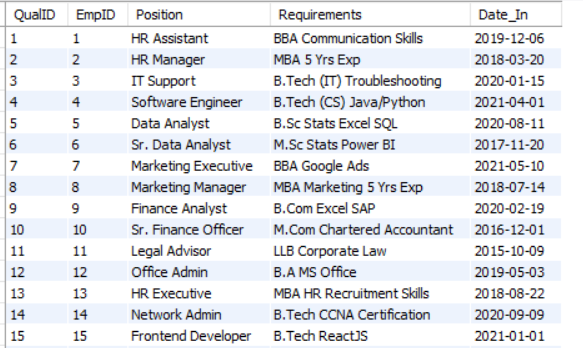 QualID EmpID Position Requirements Date_In
1 1 HR Assistant BBA Communication Skills 2019-12-06
2 2 HR Manager MBA 5 Yrs Exp 2018-03-20
3 3 IT Support B.Tech (IT) Troubleshooting 2020-01-15
4 4 Software Engineer B.Tech (CS) Java/Python 2021-04-01
5 5 Data Analyst B.Sc Stats Excel SQL 2020-08-11
6 6 Sr. Data Analyst M.Sc Stats Power BI 2017-11-20
7 7 Marketing Executive BBA Google Ads 2021-05-10
8 8 Marketing Manager MBA Marketing 5 Yrs Exp 2018-07-14
9 9 Finance Analyst B.Com Excel SAP 2020-02-19
10 10 Sr. Finance Officer M.Com Chartered Accountant 2016-12-01
11 11 Legal Advisor LLB Corporate Law 2015-10-09
12 12 Office Admin B.A MS Office 2019-05-03
13 13 HR Executive MBA HR Recruitment Skills 2018-08-22
14 14 Network Admin B.Tech CCNA Certification 2020-09-09
15 15 Frontend Developer B.Tech ReactJS 2021-01-01